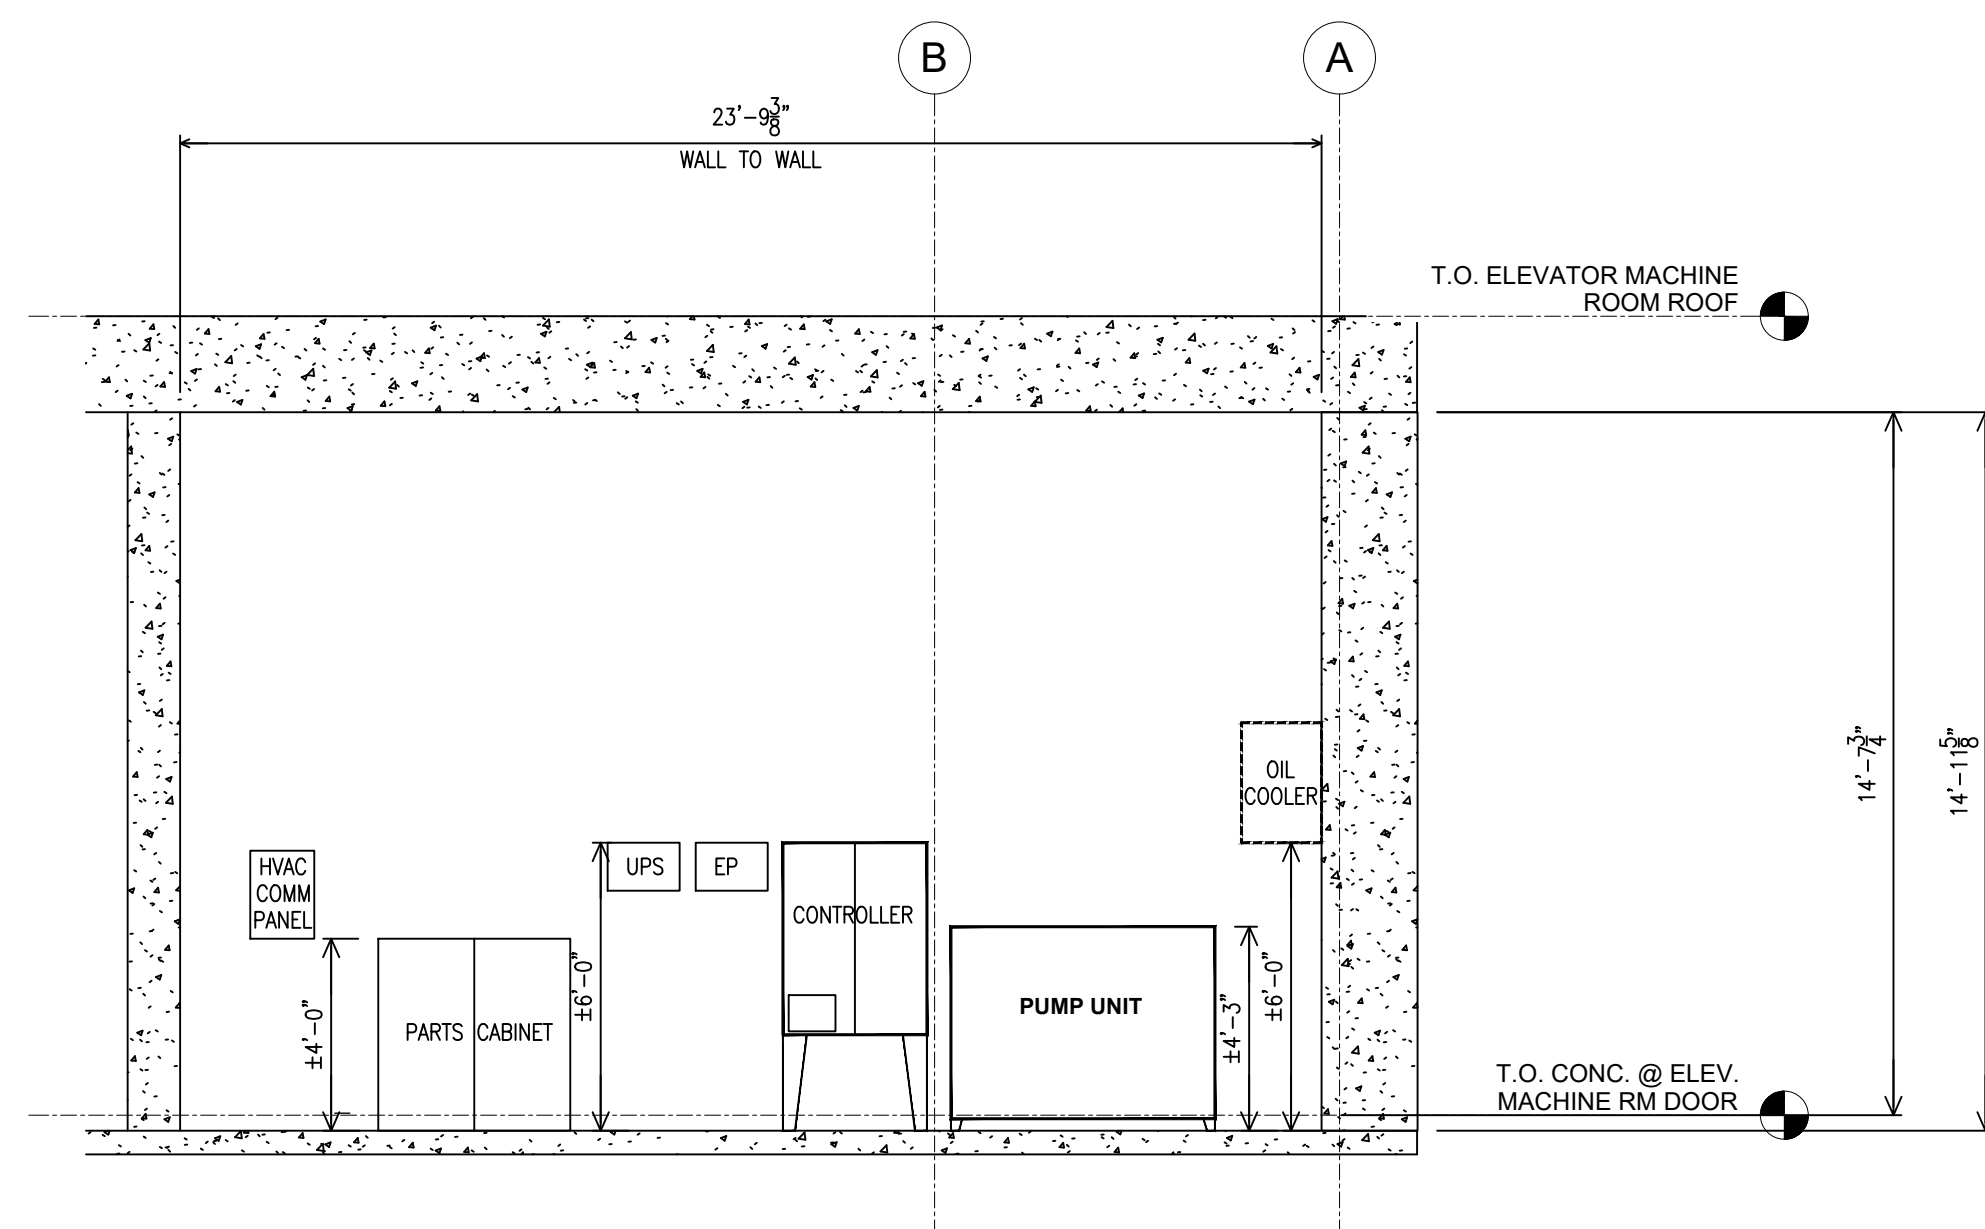 B
A
23'-9 3/8"
WALL TO WALL
T.O. ELEVATOR MACHINE
ROOM ROOF
14'-7 3/4"
14'-11 5/8"
OIL
COOLER
HVAC
COMM
PANEL
UPS
EP
CONTROLLER
±4'-0"
PARTS CABINET
±6'-0"
PUMP UNIT
±4'-3"
±6'-0"
T.O. CONC. @ ELEV.
MACHINE RM DOOR